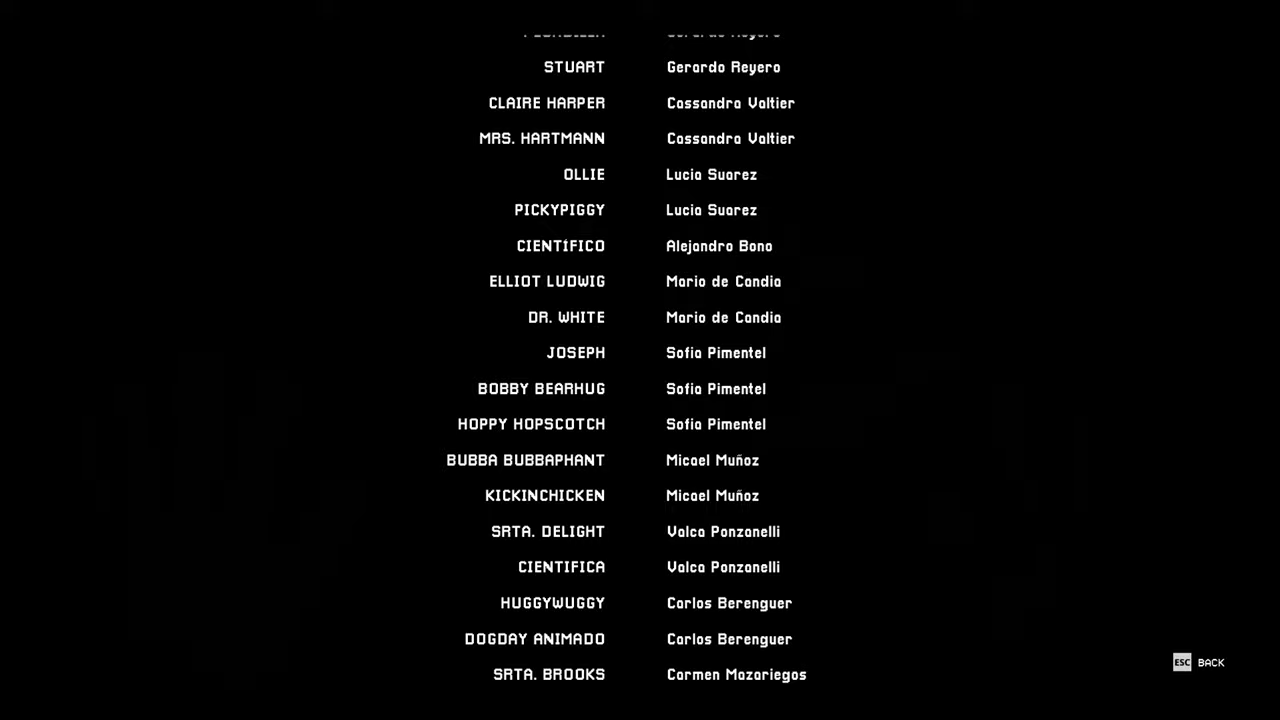 STUART Gerardo Reyero
CLAIRE HARPER Cassandra Valtier
MRS. HARTMANN Cassandra Valtier
OLLIE Lucia Suarez
PICKYPIGGY Lucia Suarez
CIENTÍFICO Alejandro Bono
ELLIOT LUDWIG Mario de Candia
DR. WHITE Mario de Candia
JOSEPH Sofia Pimentel
BOBBY BEARHUG Sofia Pimentel
HOPPY HOPSCOTCH Sofia Pimentel
BUBBA BUBBAPHANT Micael Muñoz
KICKINCHICKEN Micael Muñoz
SRTA. DELIGHT Valca Ponzanelli
CIENTIFICA Valca Ponzanelli
HUGGYWUGGY Carlos Berenguer
DOGDAY ANIMADO Carlos Berenguer
SRTA. BROOKS Carmen Mazariegos
ESC BACK